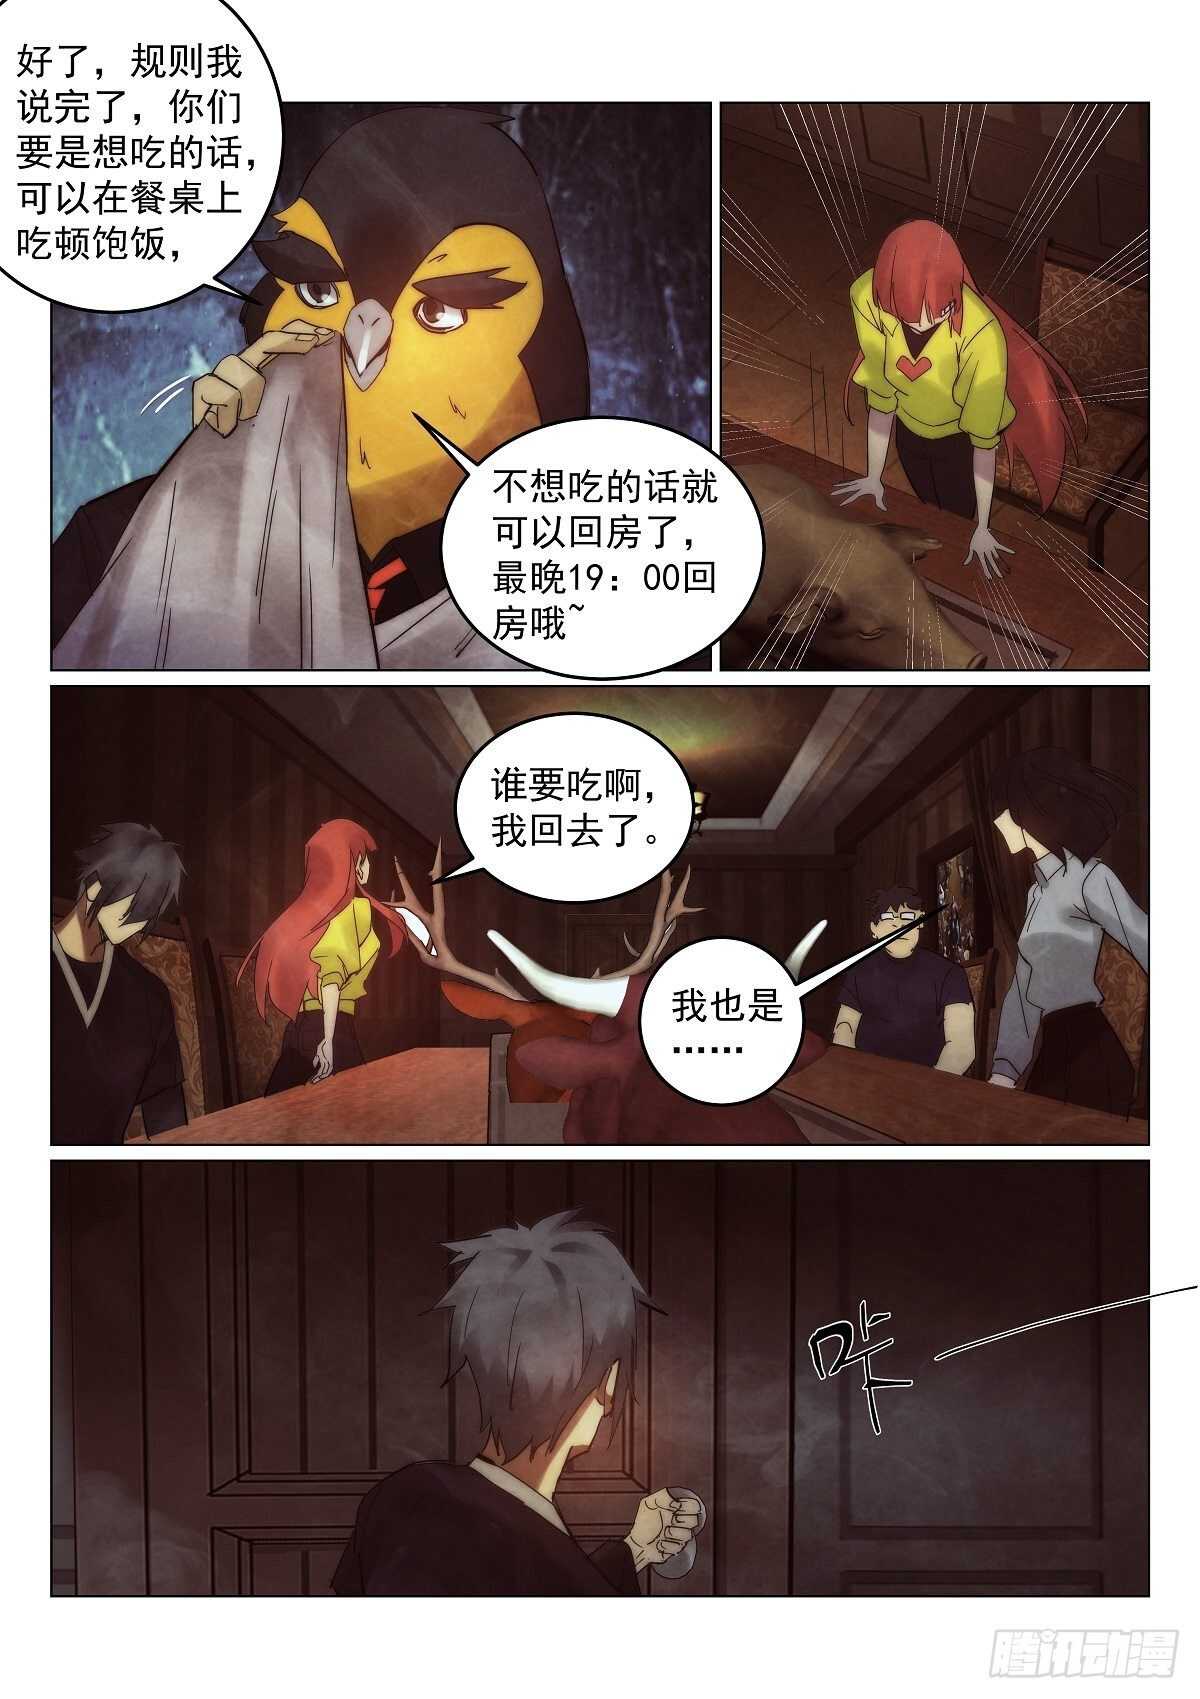 好了，规则我
说完了，你们
要是想吃的话，
可以在餐桌上
吃顿饱饭，
不想吃的话就
可以回房了，
最晚19：00回
房哦~
谁要吃啊，
我回去了。
我也是
……
咔
腾讯动漫